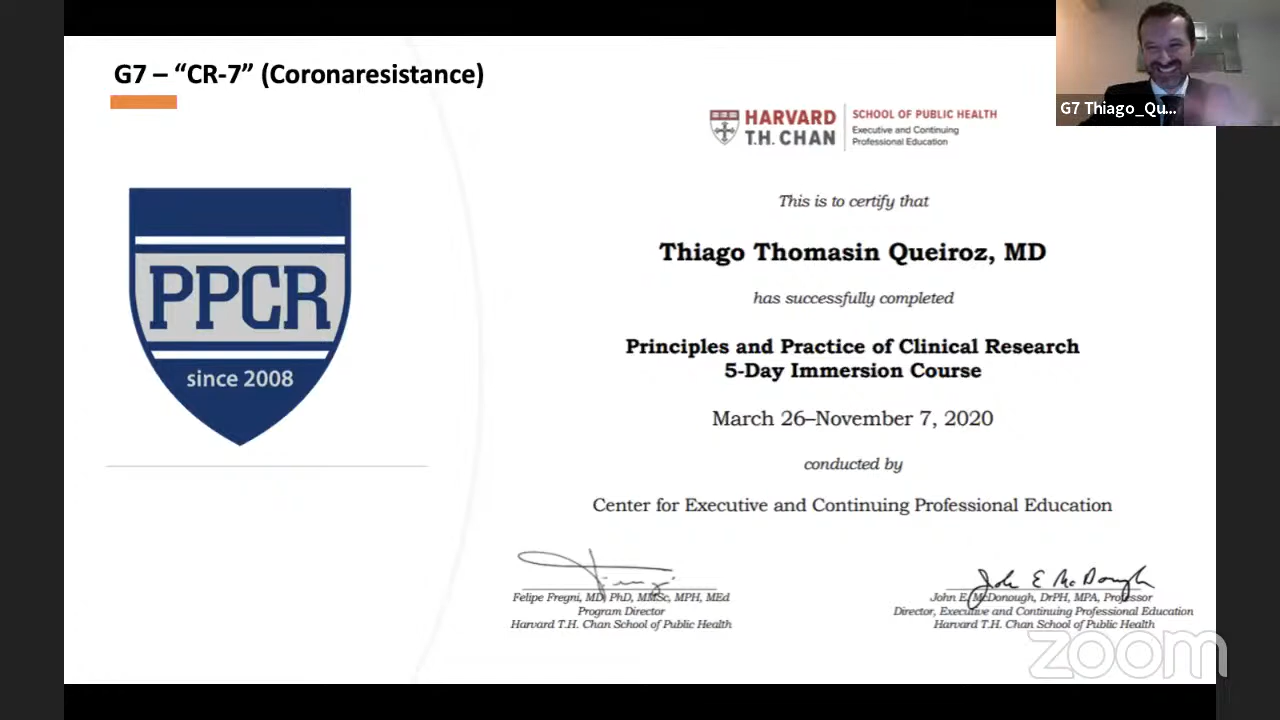 G7 – “CR-7” (Coronaresistance)
G7 Thiago_Qu...
HARVARD
T.H. CHAN
SCHOOL OF PUBLIC HEALTH
Executive and Continuing
Professional Education
This is to certify that
Thiago Thomasin Queiroz, MD
has successfully completed
Principles and Practice of Clinical Research
5-Day Immersion Course
March 26–November 7, 2020
conducted by
Center for Executive and Continuing Professional Education
PPCR
since 2008
Felipe Fregni, MD, PhD, MMSc, MPH, MEd
Program Director
Harvard T.H. Chan School of Public Health
John E McDonough
John E. McDonough, DrPH, MPA, Professor
Director, Executive and Continuing Professional Education
Harvard T.H. Chan School of Public Health
zoom